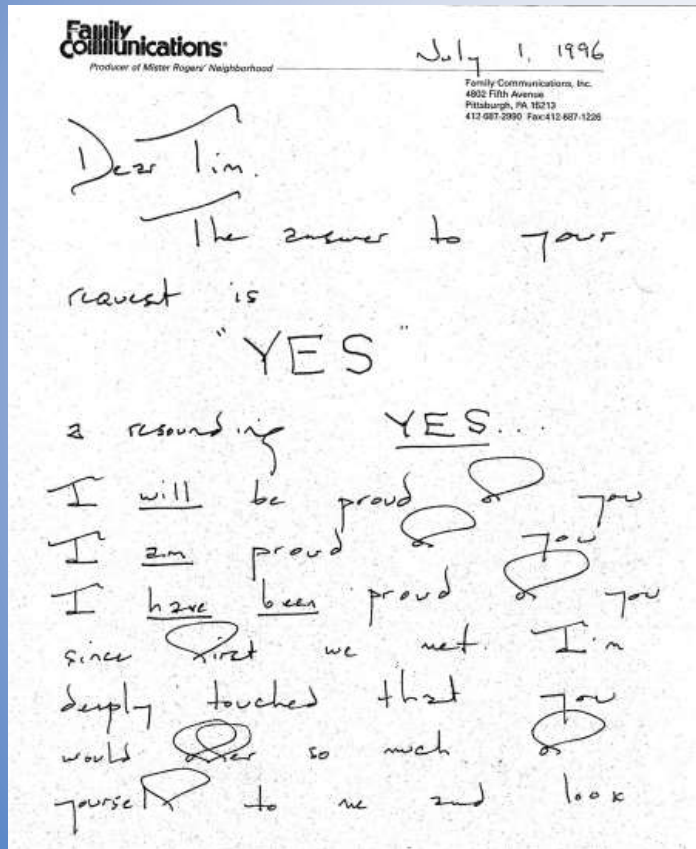 Family
Communications
July 1, 1996
Producer of Mister Rogers' Neighborhood
Family Communications, Inc.
4802 Fifth Avenue
Pittsburgh, PA 15213
412-687-2990 Fax:412-687-1226
Dear Tim.
The answer to your
request is
"YES"
a resounding YES...
I will be proud of you
I am proud of you
I have been proud of you
since first we met. I'm
deeply touched that you
would offer so much of
yourself to me and look